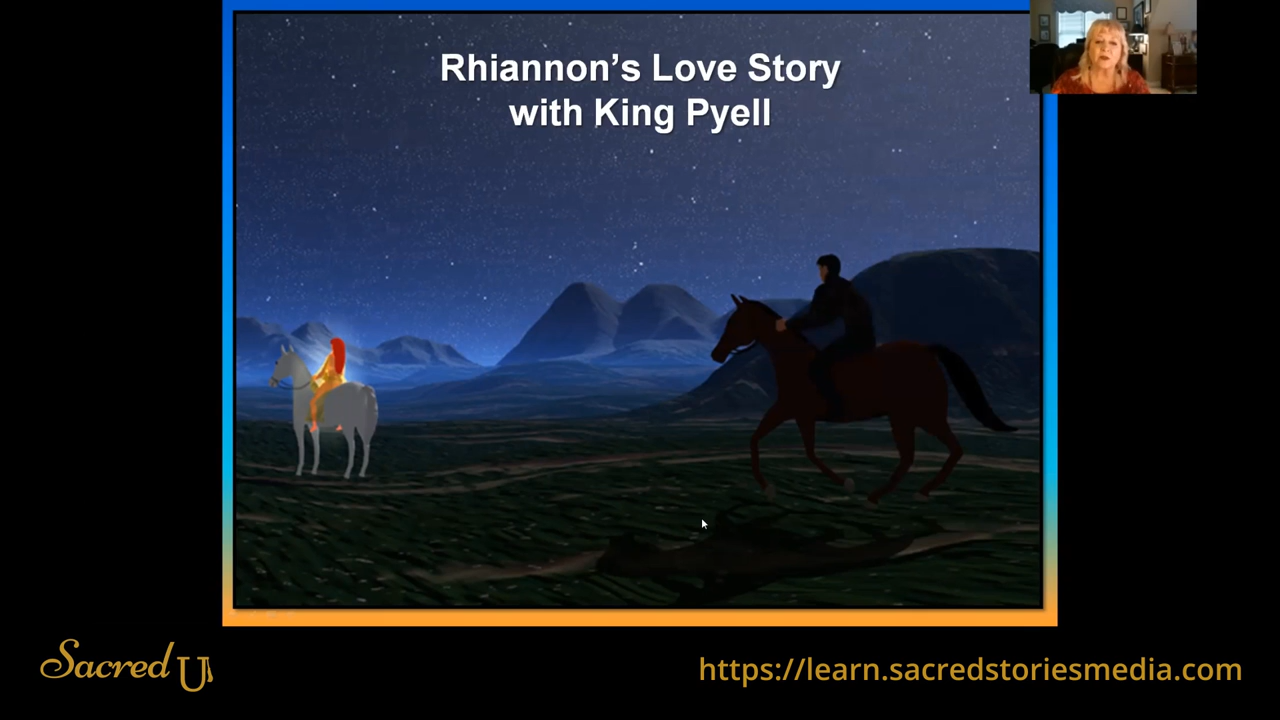 Rhiannon's Love Story
with King Pyell
Sacred U
https://learn.sacredstoriesmedia.com